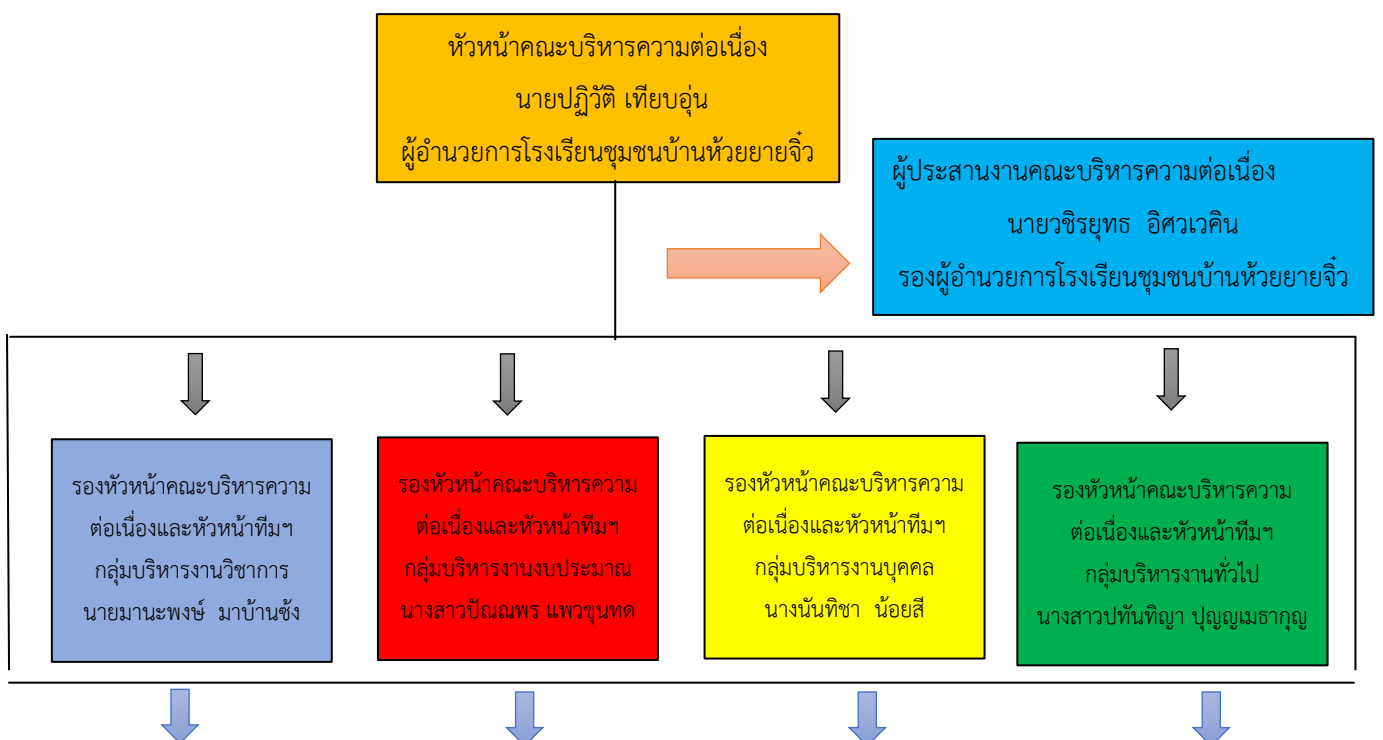 หัวหน้าคณะบริหารความต่อเนื่อง
นายปฏิวัติ เทียบอุ่น
ผู้อำนวยการโรงเรียนชุมชนบ้านห้วยยายจิ๋ว
ผู้ประสานงานคณะบริหารความต่อเนื่อง
นายวชิรยุทธ อิศวเวคิน
รองผู้อำนวยการโรงเรียนชุมชนบ้านห้วยยายจิ๋ว
รองหัวหน้าคณะบริหารความ
ต่อเนื่องและหัวหน้าทีมฯ
กลุ่มบริหารงานวิชาการ
นายมานะพงษ์ มาบ้านซ้ง
รองหัวหน้าคณะบริหารความ
ต่อเนื่องและหัวหน้าทีมฯ
กลุ่มบริหารงานงบประมาณ
นางสาวปัณณพร แพวขุนทด
รองหัวหน้าคณะบริหารความ
ต่อเนื่องและหัวหน้าทีมฯ
กลุ่มบริหารงานบุคคล
นางนันทิชา น้อยสี
รองหัวหน้าคณะบริหารความ
ต่อเนื่องและหัวหน้าทีมฯ
กลุ่มบริหารงานทั่วไป
นางสาวปทันทิญา ปุญญเมธากุญ